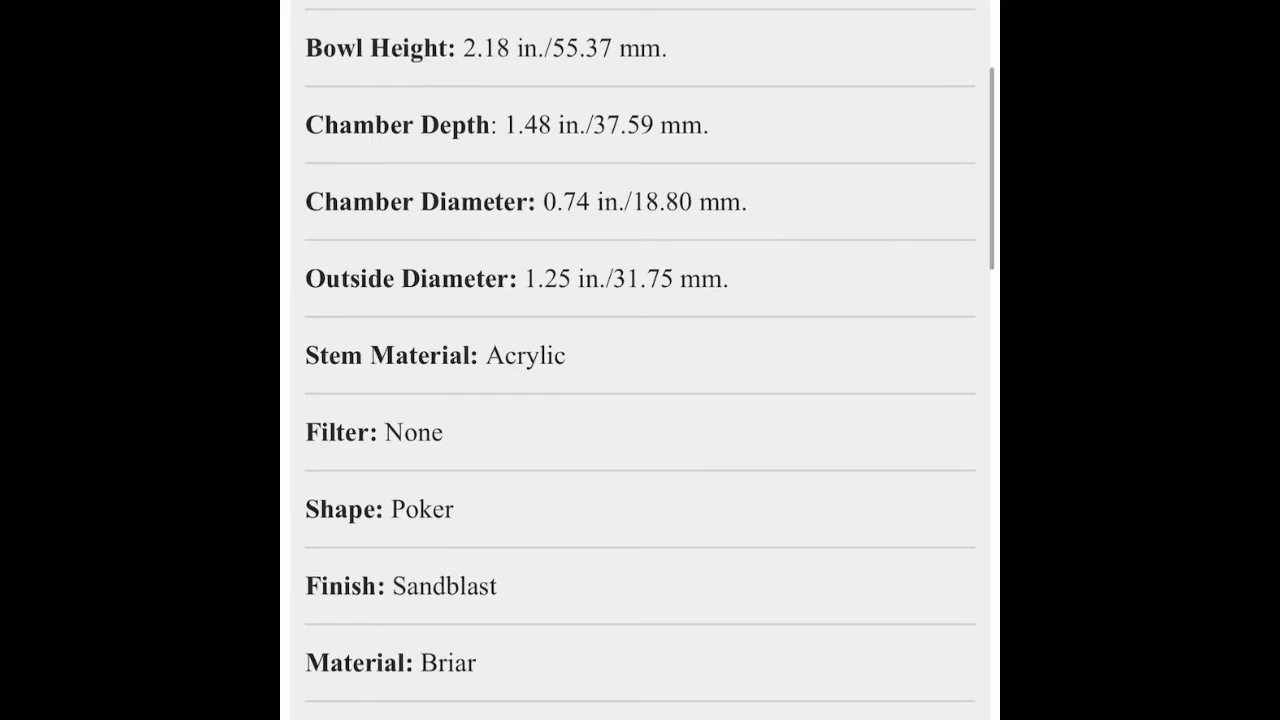 Bowl Height: 2.18 in./55.37 mm.
Chamber Depth: 1.48 in./37.59 mm.
Chamber Diameter: 0.74 in./18.80 mm.
Outside Diameter: 1.25 in./31.75 mm.
Stem Material: Acrylic
Filter: None
Shape: Poker
Finish: Sandblast
Material: Briar